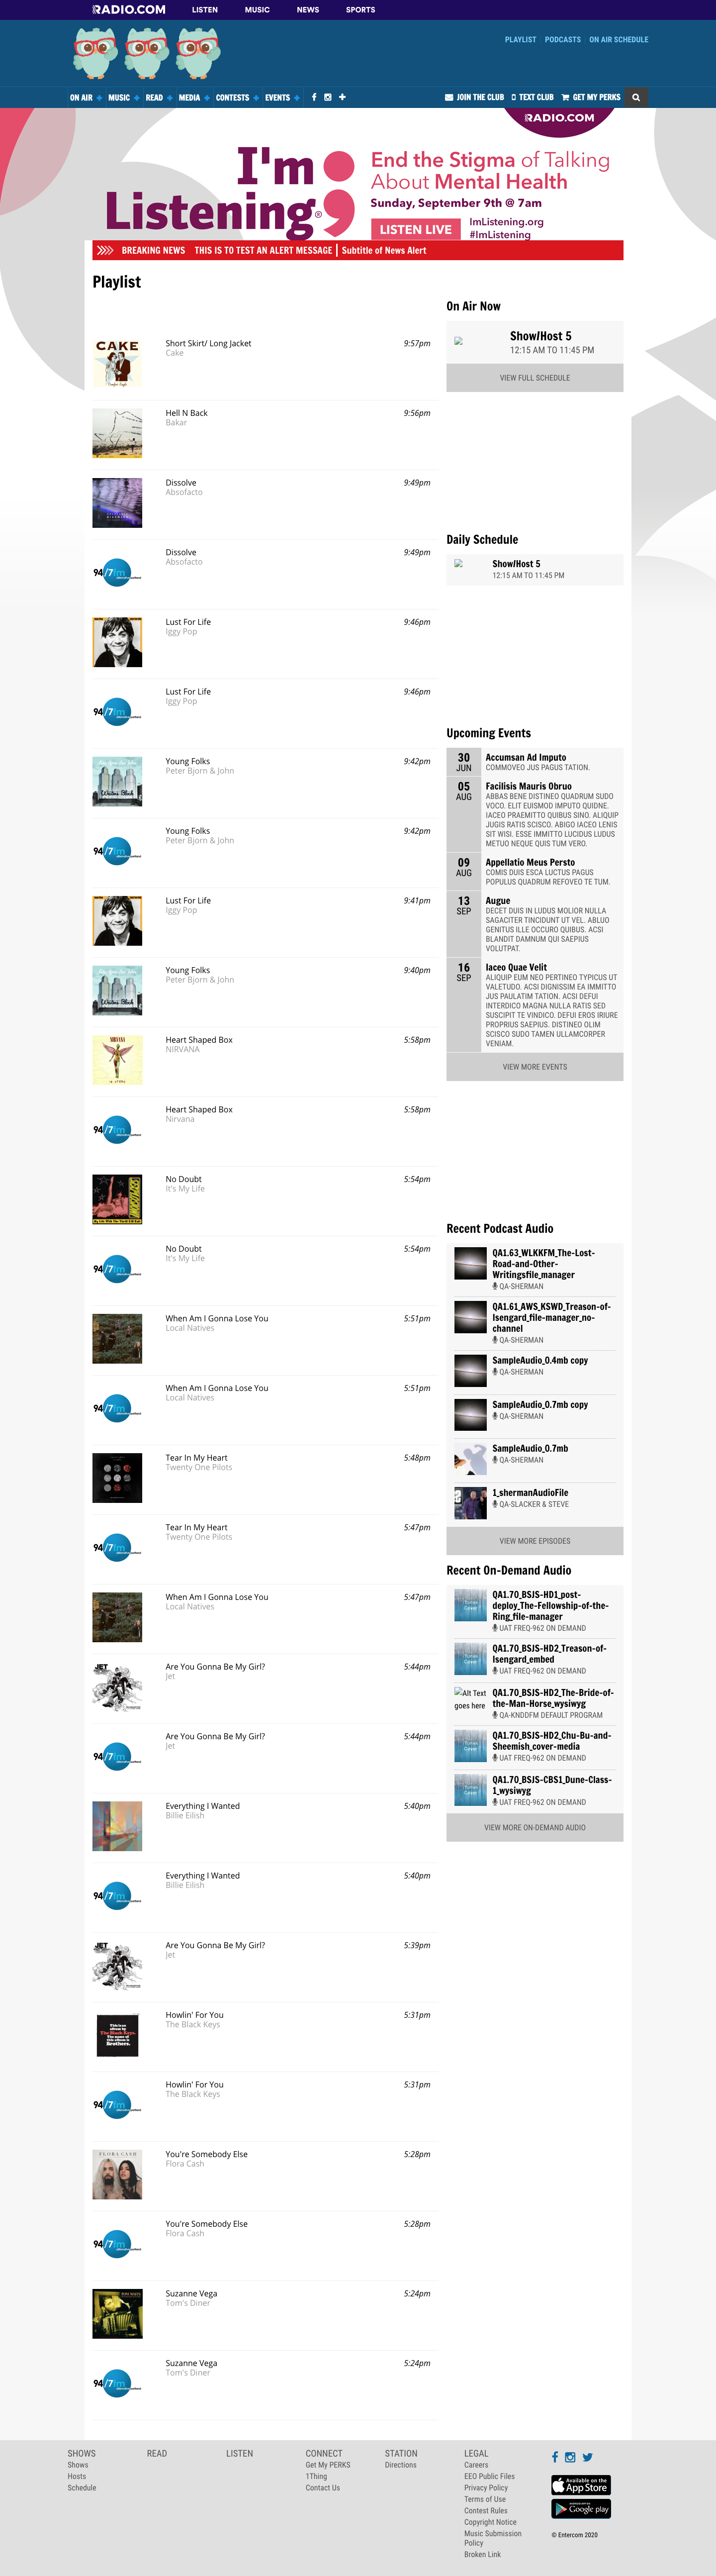 RADIO.COM LISTEN MUSIC NEWS SPORTS
PLAYLIST PODCASTS ON AIR SCHEDULE
ON AIR MUSIC READ MEDIA CONTESTS EVENTS JOIN THE CLUB TEXT CLUB GET MY PERKS
RADIO.COM
I'm Listening;®
End the Stigma of Talking
About Mental Health
Sunday, September 9th @ 7am
LISTEN LIVE
ImListening.org
#ImListening
BREAKING NEWS THIS IS TO TEST AN ALERT MESSAGE Subtitle of News Alert
Playlist
Short Skirt/ Long Jacket 9:57pm
Cake
Hell N Back 9:56pm
Bakar
Dissolve 9:49pm
Absofacto
Dissolve 9:49pm
Absofacto
Lust For Life 9:46pm
Iggy Pop
Lust For Life 9:46pm
Iggy Pop
Young Folks 9:42pm
Peter Bjorn & John
Young Folks 9:42pm
Peter Bjorn & John
Lust For Life 9:41pm
Iggy Pop
Young Folks 9:40pm
Peter Bjorn & John
Heart Shaped Box 5:58pm
NIRVANA
Heart Shaped Box 5:58pm
Nirvana
No Doubt 5:54pm
It's My Life
No Doubt 5:54pm
It's My Life
When Am I Gonna Lose You 5:51pm
Local Natives
When Am I Gonna Lose You 5:51pm
Local Natives
Tear In My Heart 5:48pm
Twenty One Pilots
Tear In My Heart 5:47pm
Twenty One Pilots
When Am I Gonna Lose You 5:47pm
Local Natives
Are You Gonna Be My Girl? 5:44pm
Jet
Are You Gonna Be My Girl? 5:44pm
Jet
Everything I Wanted 5:40pm
Billie Eilish
Everything I Wanted 5:40pm
Billie Eilish
Are You Gonna Be My Girl? 5:39pm
Jet
Howlin' For You 5:31pm
The Black Keys
Howlin' For You 5:31pm
The Black Keys
You're Somebody Else 5:28pm
Flora Cash
You're Somebody Else 5:28pm
Flora Cash
Suzanne Vega 5:24pm
Tom's Diner
Suzanne Vega 5:24pm
Tom's Diner
On Air Now
Show/Host 5
12:15 AM TO 11:45 PM
VIEW FULL SCHEDULE
Daily Schedule
Show/Host 5
12:15 AM TO 11:45 PM
Upcoming Events
30 JUN
Accumsan Ad Imputo
COMMOVEO JUS PAGUS TATION.
05 AUG
Facilisis Mauris Obruo
ABBAS BENE DISTINEO QUADRUM SUDO
VOCO. ELIT EUISMOD IMPUTO QUIDNE.
IACEO PRAEMITTO QUIBUS SINO. ALIQUIP
JUGIS RATIS SCISCO. ABIGO IACEO LENIS
SIT WISI. ESSE IMMITTO LUCIDUS LUDUS
METUO NEQUE QUIS TUM VERO.
09 AUG
Appellatio Meus Persto
COMIS DUIS ESCA LUCTUS PAGUS
POPULUS QUADRUM REFOVEO TE TUM.
13 SEP
Augue
DECET DUIS IN LUDUS MOLIOR NULLA
SAGACITER TINCIDUNT UT VEL. ABLUO
GENITUS ILLE OCCURO QUIBUS. ACSI
BLANDIT DAMNUM QUI SAEPIUS
VOLUTPAT.
16 SEP
Iaceo Quae Velit
ALIQUIP EUM NEO PERTINEO TYPICUS UT
VALETUDO. ACSI DIGNISSIM EA IMMITTO
JUS PAULATIM TATION. ACSI DEFUI
INTERDICO MAGNA NULLA RATIS SED
SUSCIPIT TE VINDICO. DEFUI EROS IRIURE
PROPRIUS SAEPIUS. DISTINEO OLIM
SCISCO SUDO TAMEN ULLAMCORPER
VENIAM.
VIEW MORE EVENTS
Recent Podcast Audio
QA1.63_WLKKFM_The-Lost-
Road-and-Other-
Writingsfile_manager
QA-SHERMAN
QA1.61_AWS_KSWD_Treason-of-
Isengard_file-manager_no-
channel
QA-SHERMAN
SampleAudio_0.4mb copy
QA-SHERMAN
SampleAudio_0.7mb copy
QA-SHERMAN
SampleAudio_0.7mb
QA-SHERMAN
1_shermanAudioFile
QA-SLACKER & STEVE
VIEW MORE EPISODES
Recent On-Demand Audio
QA1.70_BSJS-HD1_post-
deploy_The-Fellowship-of-the-
Ring_file-manager
UAT FREQ-962 ON DEMAND
QA1.70_BSJS-HD2_Treason-of-
Isengard_embed
UAT FREQ-962 ON DEMAND
Alt Text
goes here
QA1.70_BSJS-HD2_The-Bride-of-
the-Man-Horse_wysiwyg
QA-KNDDFM DEFAULT PROGRAM
QA1.70_BSJS-HD2_Chu-Bu-and-
Sheemish_cover-media
UAT FREQ-962 ON DEMAND
QA1.70_BSJS-CBS1_Dune-Class-
1_wysiwyg
UAT FREQ-962 ON DEMAND
VIEW MORE ON-DEMAND AUDIO
SHOWS
Shows
Hosts
Schedule
READ
LISTEN
CONNECT
Get My PERKS
1Thing
Contact Us
STATION
Directions
LEGAL
Careers
EEO Public Files
Privacy Policy
Terms of Use
Contest Rules
Copyright Notice
Music Submission
Policy
Broken Link
Available on the
App Store
Google play
© Entercom 2020